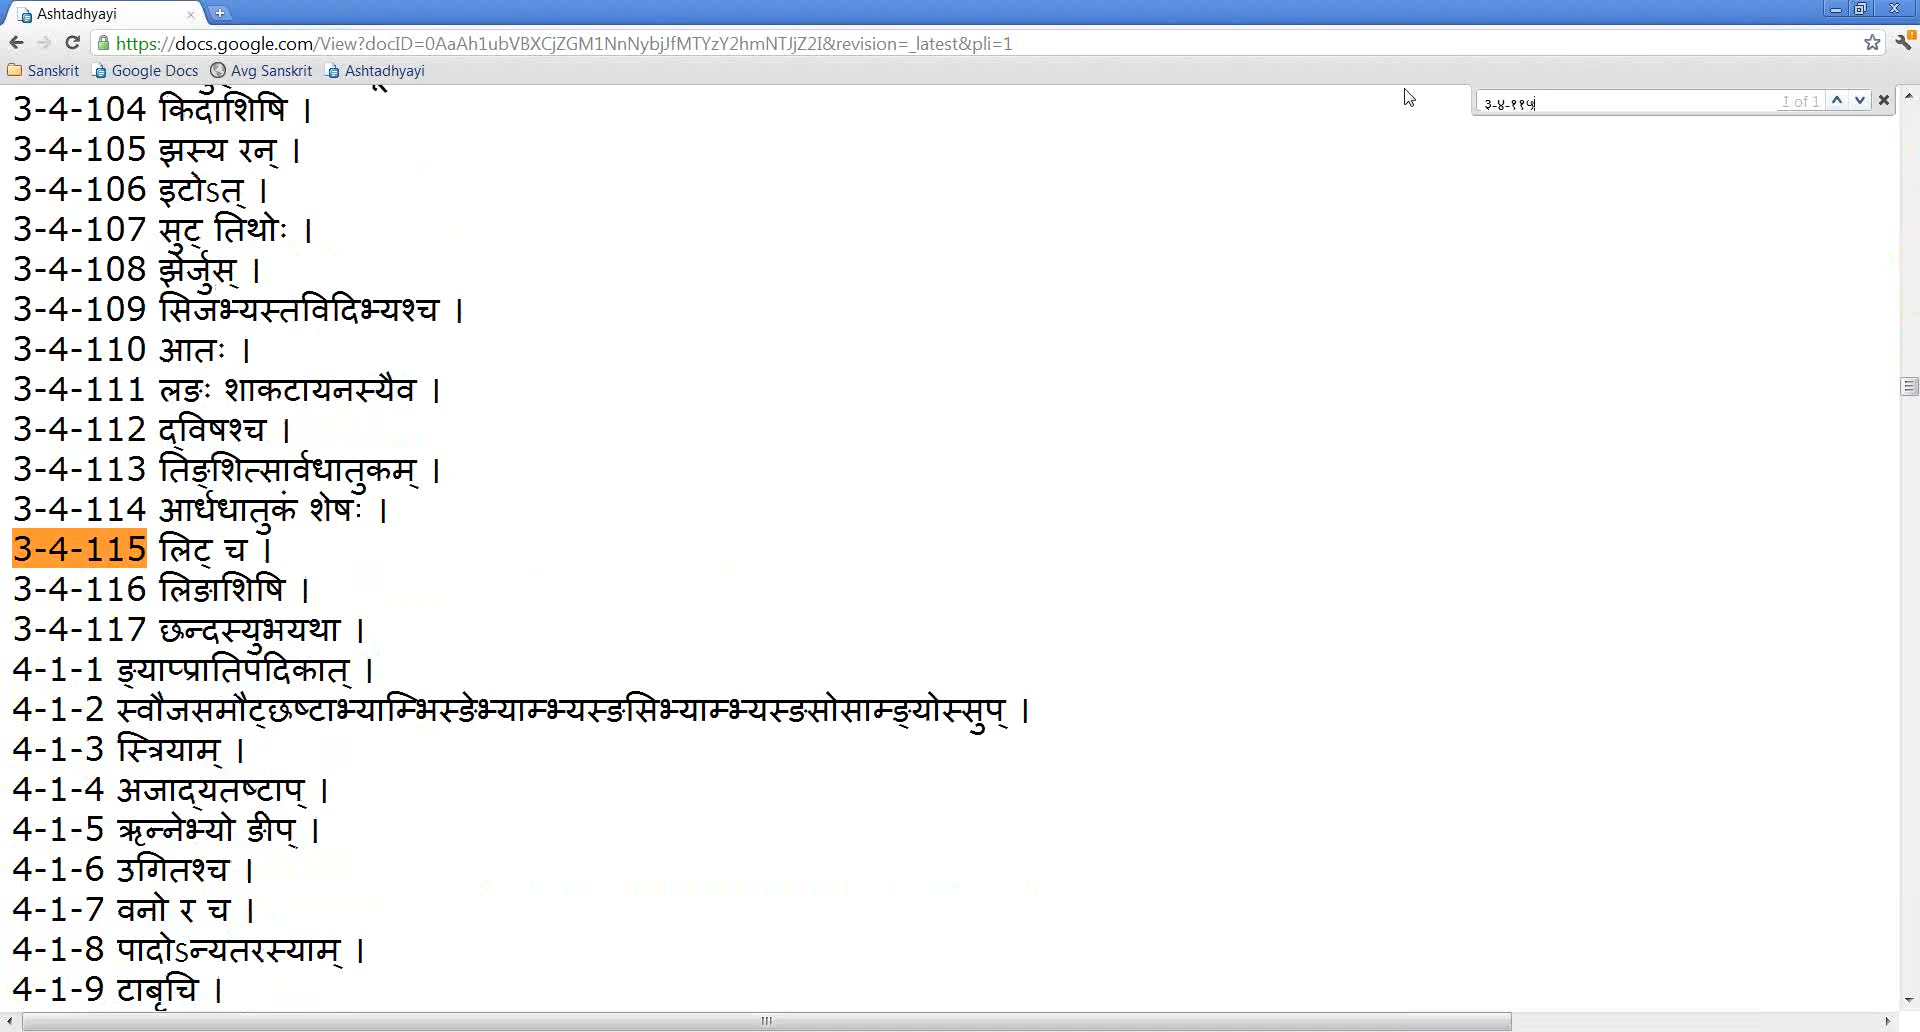 Ashtadhyayi
https://docs.google.com/View?docID=0AaAh1ubVBXCjZGM1NnNybjJfMTYzY2hmNTJjZ2I&revision=_latest&pli=1
Sanskrit Google Docs Avg Sanskrit Ashtadhyayi
३-४-११५ 1 of 1
3-4-104 किदाशिषि |
3-4-105 झस्य रन् |
3-4-106 इटोऽत् |
3-4-107 सुट् तिथोः |
3-4-108 झेर्जुस् |
3-4-109 सिजभ्यस्तविदिभ्यश्च |
3-4-110 आतः |
3-4-111 लङः शाकटायनस्यैव |
3-4-112 द्विषश्च |
3-4-113 तिङ्शित्सार्वधातुकम् |
3-4-114 आर्धधातुकं शेषः |
3-4-115 लिट् च |
3-4-116 लिङाशिषि |
3-4-117 छन्दस्युभयथा |
4-1-1 ङ्याप्प्रातिपदिकात् |
4-1-2 स्वौजसमौट्छष्टाभ्याम्भिस्ङेभ्याम्भ्यस्ङसिभ्याम्भ्यस्ङसोसाम्ङ्योस्सुप् |
4-1-3 स्त्रियाम् |
4-1-4 अजाद्यतष्टाप् |
4-1-5 ऋन्नेभ्यो ङीप् |
4-1-6 उगितश्च |
4-1-7 वनो र च |
4-1-8 पादोऽन्यतरस्याम् |
4-1-9 टाबृचि |